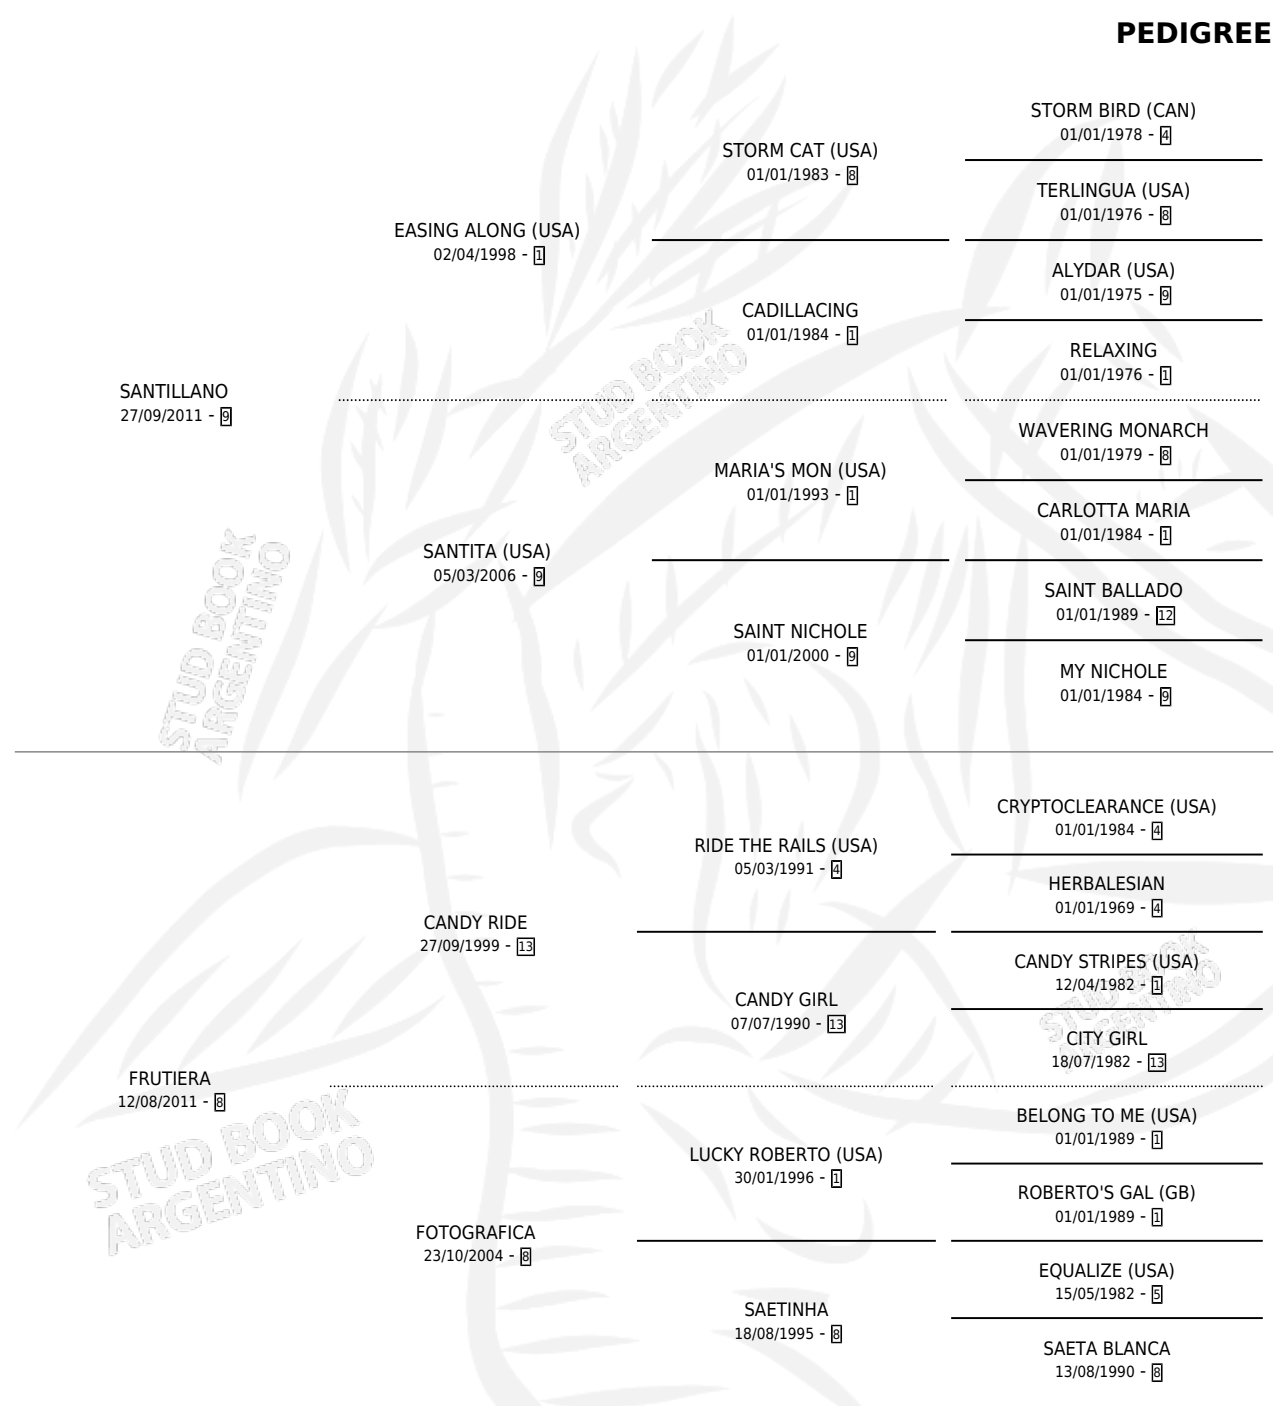 PEDIGREE
STORM BIRD (CAN)
01/01/1978 - 4
STORM CAT (USA)
01/01/1983 - 8
TERLINGUA (USA)
01/01/1976 - 8
EASING ALONG (USA)
02/04/1998 - 1
ALYDAR (USA)
01/01/1975 - 9
CADILLACING
01/01/1984 - 1
RELAXING
01/01/1976 - 1
SANTILLANO
27/09/2011 - 9
WAVERING MONARCH
01/01/1979 - 8
MARIA'S MON (USA)
01/01/1993 - 1
CARLOTTA MARIA
01/01/1984 - 1
SANTITA (USA)
05/03/2006 - 9
SAINT BALLADO
01/01/1989 - 12
SAINT NICHOLE
01/01/2000 - 9
MY NICHOLE
01/01/1984 - 9
CRYPTOCLEARANCE (USA)
01/01/1984 - 4
RIDE THE RAILS (USA)
05/03/1991 - 4
HERBALESIAN
01/01/1969 - 4
CANDY RIDE
27/09/1999 - 13
CANDY STRIPES (USA)
12/04/1982 - 1
CANDY GIRL
07/07/1990 - 13
CITY GIRL
18/07/1982 - 13
FRUTIERA
12/08/2011 - 8
BELONG TO ME (USA)
01/01/1989 - 1
LUCKY ROBERTO (USA)
30/01/1996 - 1
ROBERTO'S GAL (GB)
01/01/1989 - 1
FOTOGRAFICA
23/10/2004 - 8
EQUALIZE (USA)
15/05/1982 - 5
SAETINHA
18/08/1995 - 8
SAETA BLANCA
13/08/1990 - 8
STUD BOOK
ARGENTINO
STUD BOOK
ARGENTINO
STUD BOOK
ARGENTINO
STUD BOOK
ARGENTINO